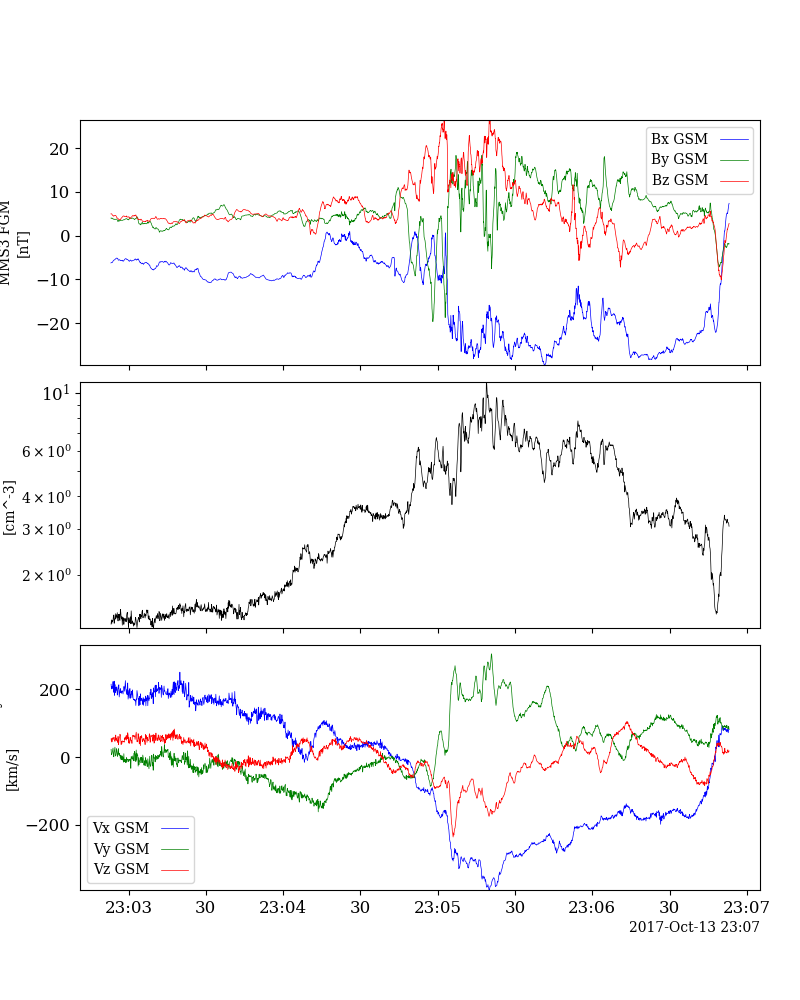 20
10
0
−10
−20
MMS3 FGM
[nT]
Bx GSM
By GSM
Bz GSM
10¹
6 × 10⁰
4 × 10⁰
3 × 10⁰
2 × 10⁰
[cm^-3]
200
0
−200
[km/s]
Vx GSM
Vy GSM
Vz GSM
23:03 30 23:04 30 23:05 30 23:06 30 23:07
2017-Oct-13 23:07